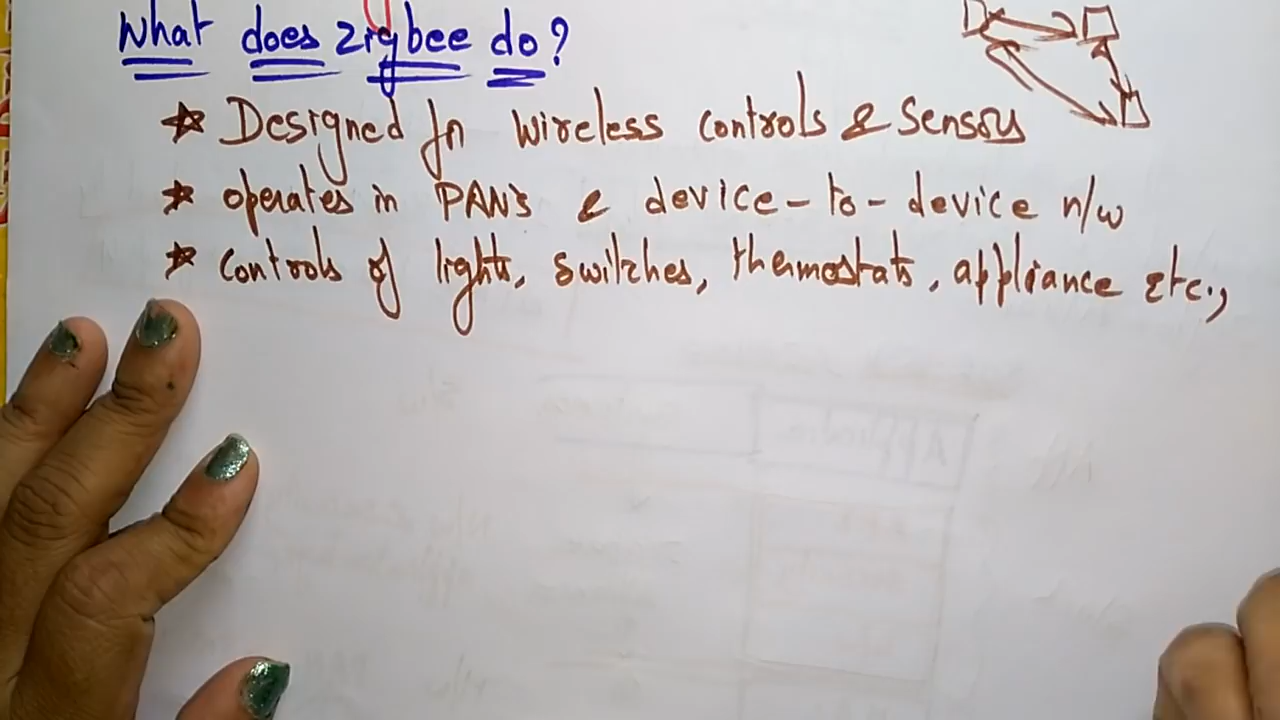 What does zigbee do?
* Designed for wireless controls & Sensors
* operates in PAN's & device-to-device n/w
* Controls of lights, switches, thermostats, appliance etc.,